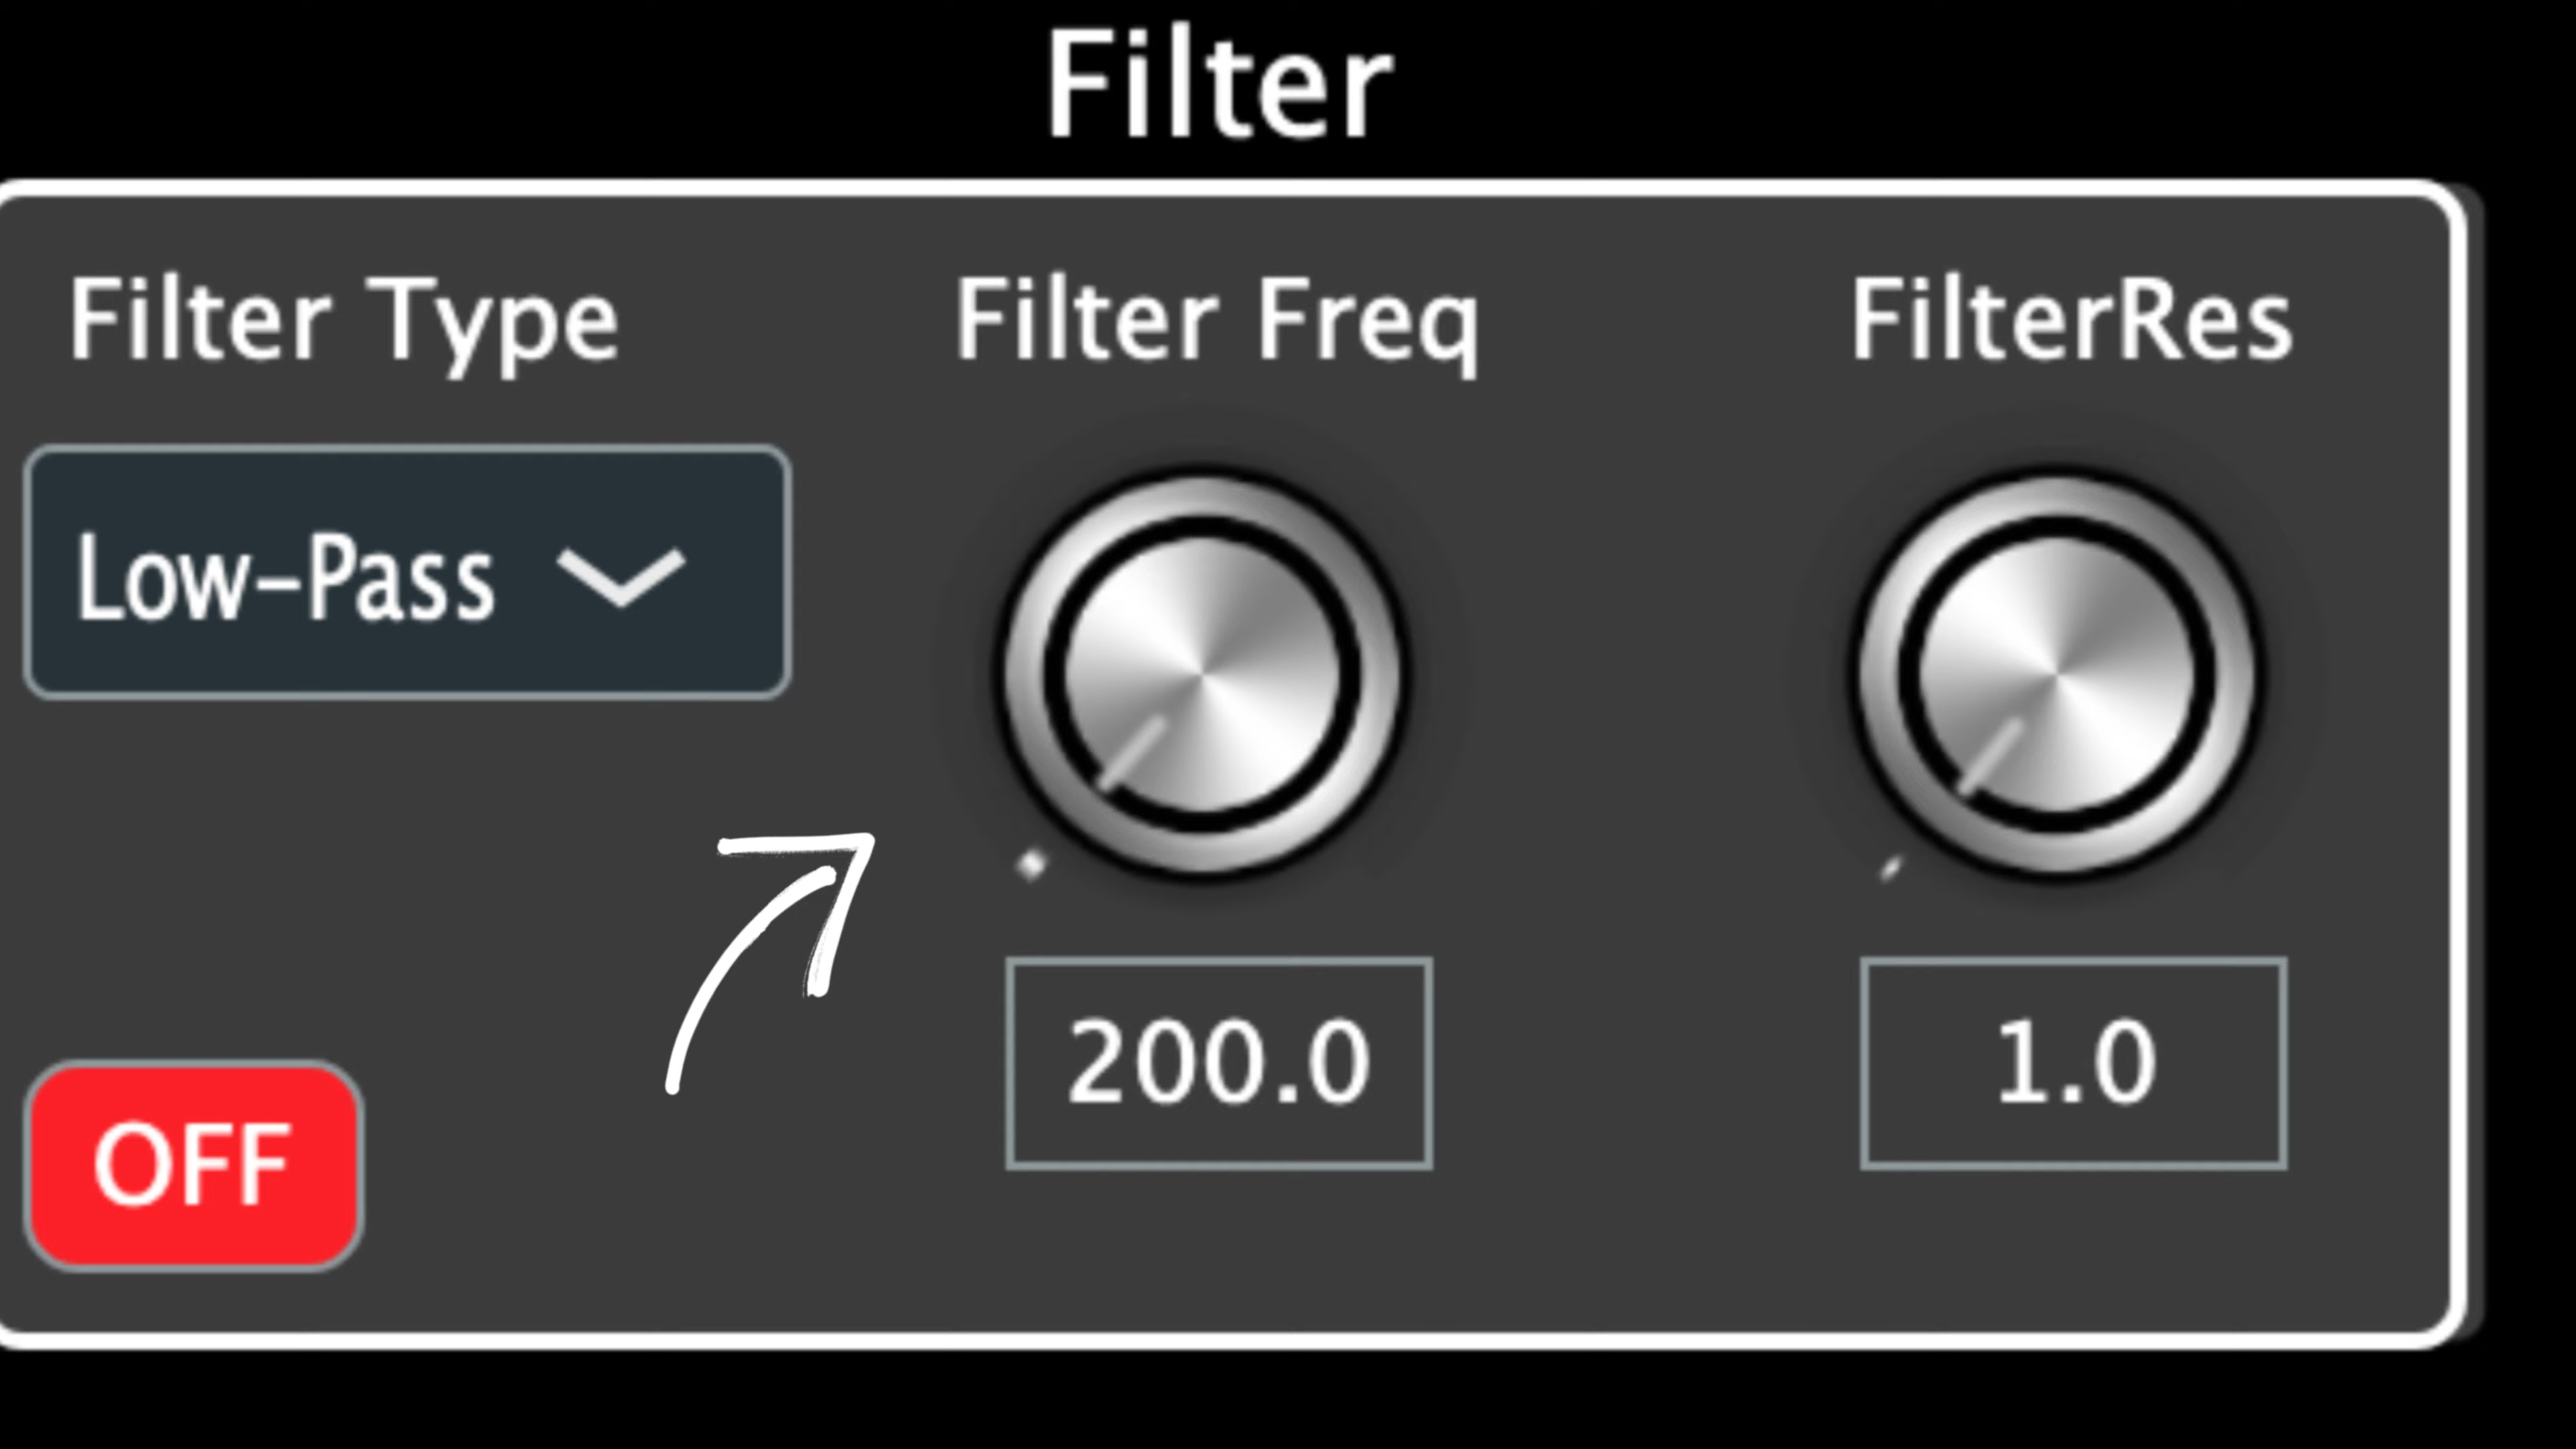 Filter
Filter Type
Filter Freq
FilterRes
Low-Pass
200.0
1.0
OFF